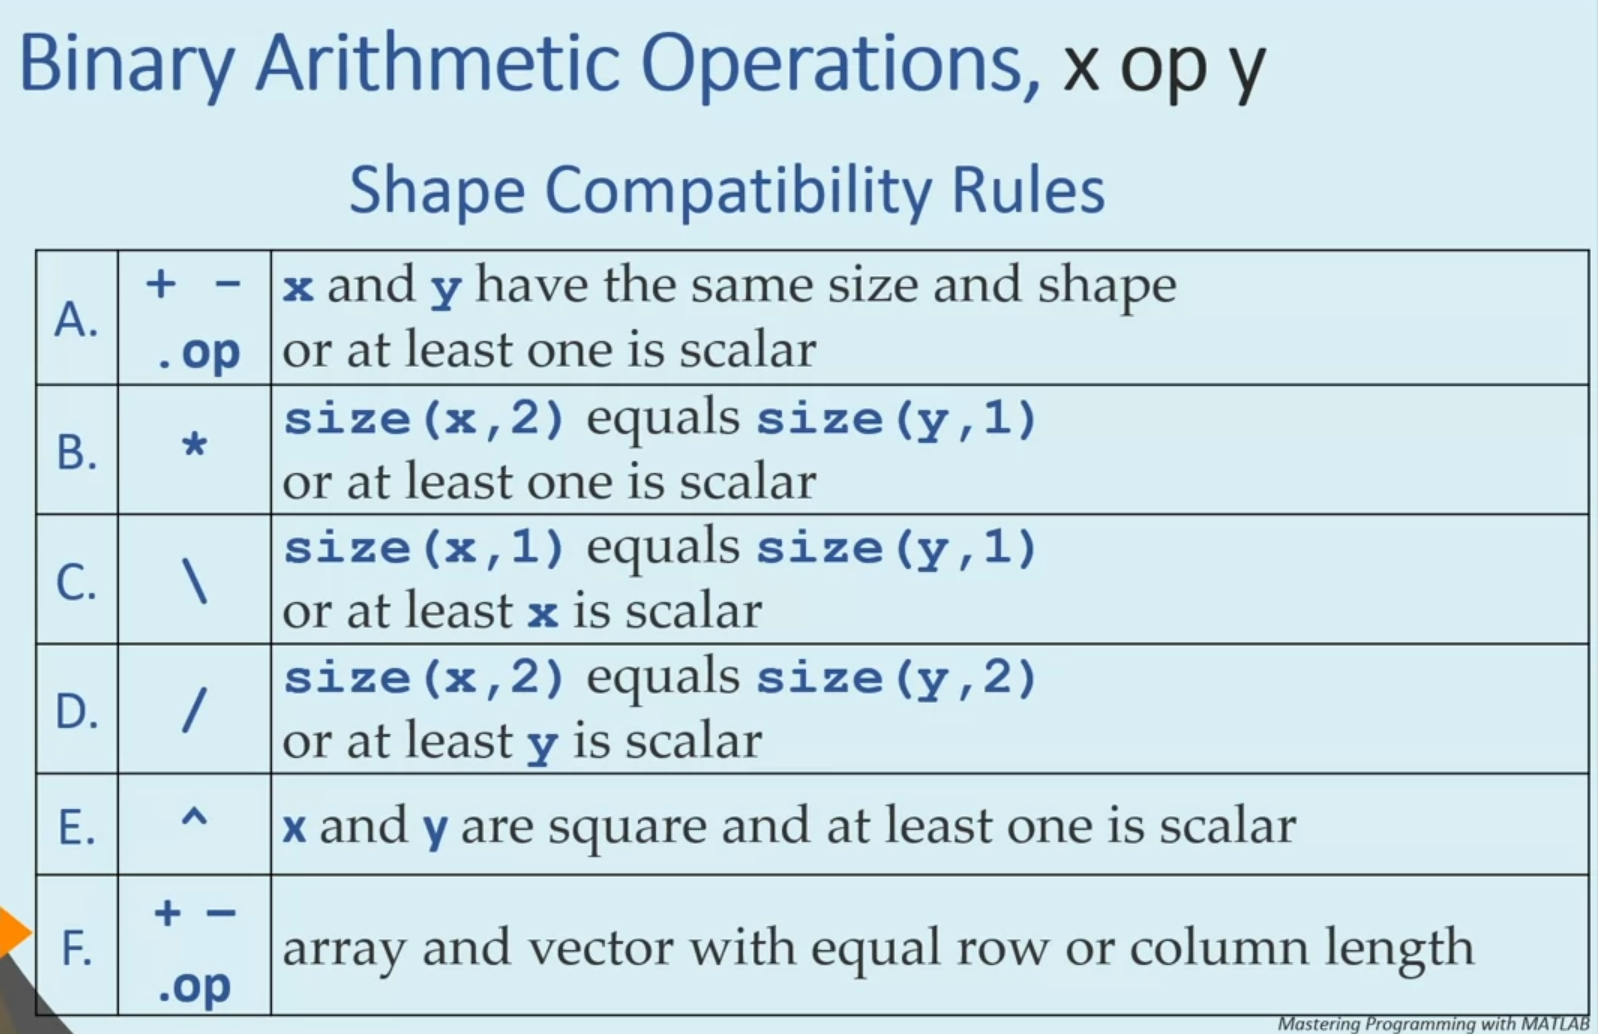 Binary Arithmetic Operations, x op y
Shape Compatibility Rules
A. + - .op x and y have the same size and shape
or at least one is scalar
B. * size(x,2) equals size(y,1)
or at least one is scalar
C. \ size(x,1) equals size(y,1)
or at least x is scalar
D. / size(x,2) equals size(y,2)
or at least y is scalar
E. ^ x and y are square and at least one is scalar
F. + − .op array and vector with equal row or column length
Mastering Programming with MATLAB